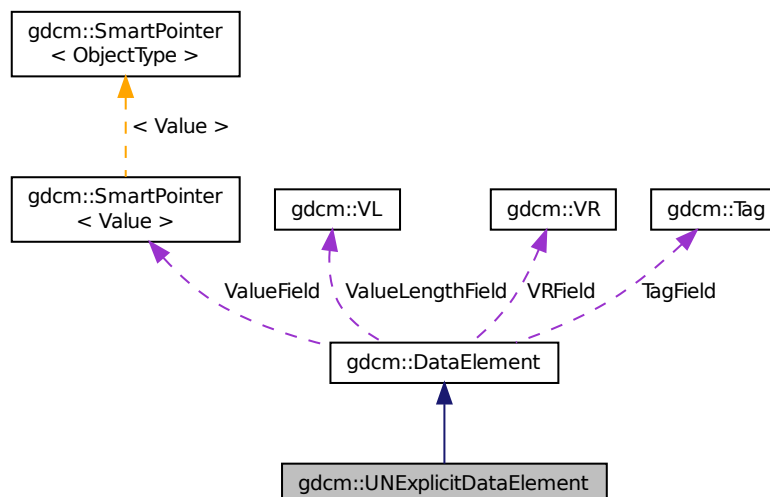 gdcm::SmartPointer
< ObjectType >
< Value >
gdcm::SmartPointer
< Value >
gdcm::VL
gdcm::VR
gdcm::Tag
ValueField
ValueLengthField
VRField
TagField
gdcm::DataElement
gdcm::UNExplicitDataElement